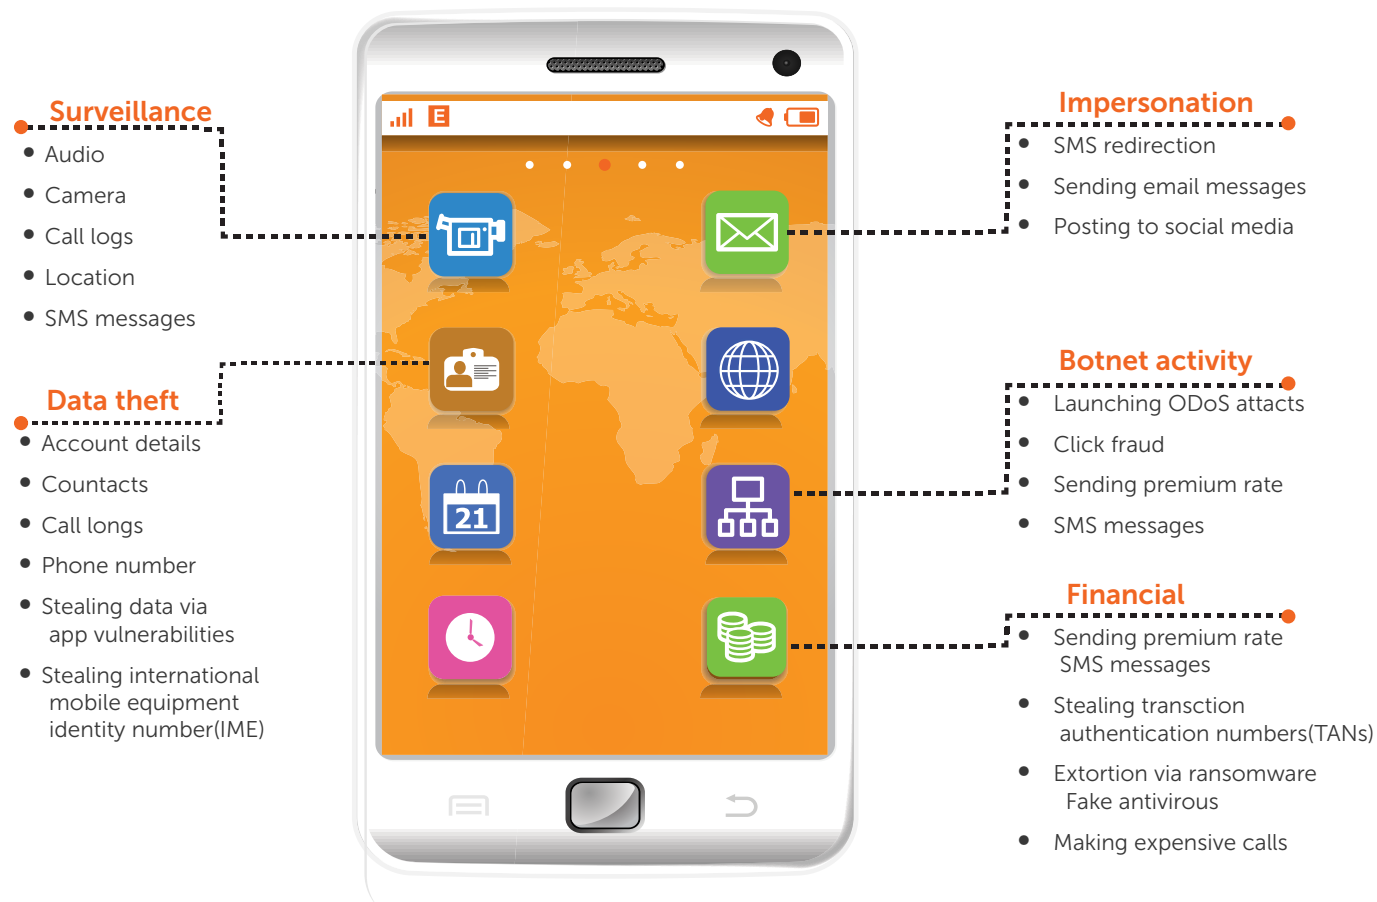 Surveillance
Audio
Camera
Call logs
Location
SMS messages
Data theft
Account details
Countacts
Call longs
Phone number
Stealing data via
app vulnerabilities
Stealing international
mobile equipment
identity number(IME)
E
21
Impersonation
SMS redirection
Sending email messages
Posting to social media
Botnet activity
Launching ODoS attacts
Click fraud
Sending premium rate
SMS messages
Financial
Sending premium rate
SMS messages
Stealing transction
authentication numbers(TANs)
Extortion via ransomware
Fake antivirous
Making expensive calls